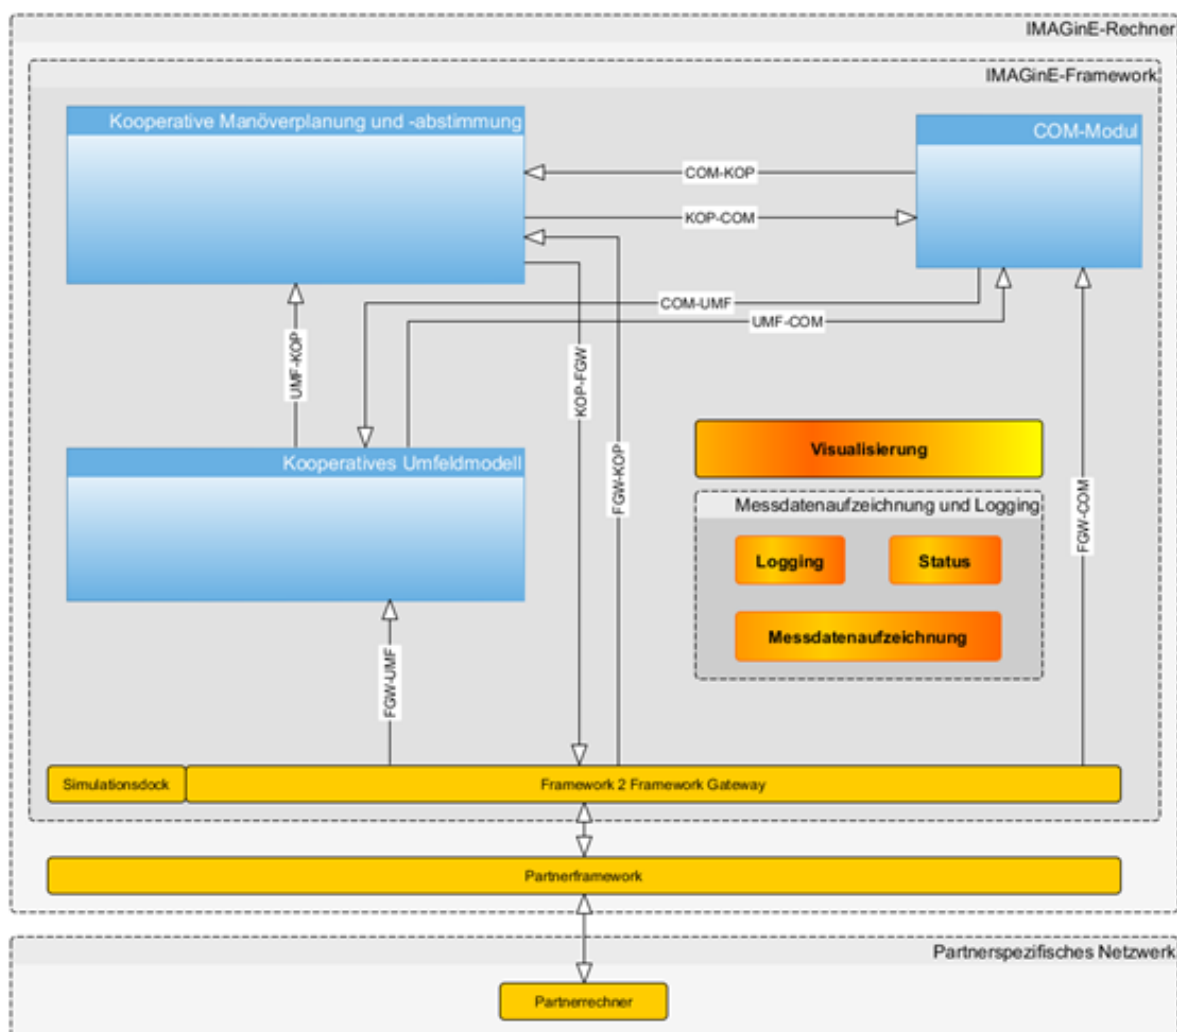 IMAGinE-Rechner
IMAGinE-Framework
Kooperative Manöverplanung und -abstimmung
COM-Modul
COM-KOP
KOP-COM
COM-UMF
UMF-COM
UMF-KOP
KOP-FGW
FGW-KOP
FGW-COM
Visualisierung
Kooperatives Umfeldmodell
Messdatenaufzeichnung und Logging
Logging
Status
Messdatenaufzeichnung
FGW-UMF
Simulationsdock
Framework 2 Framework Gateway
Partnerframework
Partnerspezifisches Netzwerk
Partnerrechner